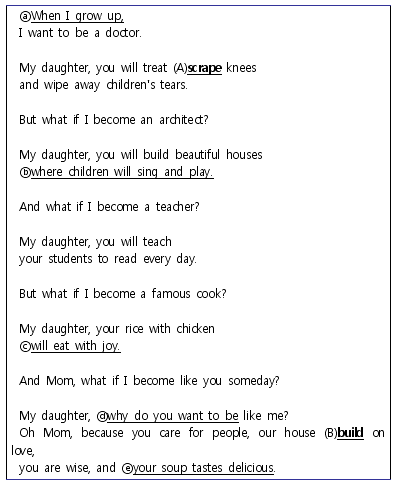 ⓐWhen I grow up,
I want to be a doctor.
My daughter, you will treat (A)scrape knees
and wipe away children's tears.
But what if I become an architect?
My daughter, you will build beautiful houses
ⓑwhere children will sing and play.
And what if I become a teacher?
My daughter, you will teach
your students to read every day.
But what if I become a famous cook?
My daughter, your rice with chicken
ⓒwill eat with joy.
And Mom, what if I become like you someday?
My daughter, ⓓwhy do you want to be like me?
Oh Mom, because you care for people, our house (B)build on
love,
you are wise, and ⓔyour soup tastes delicious.